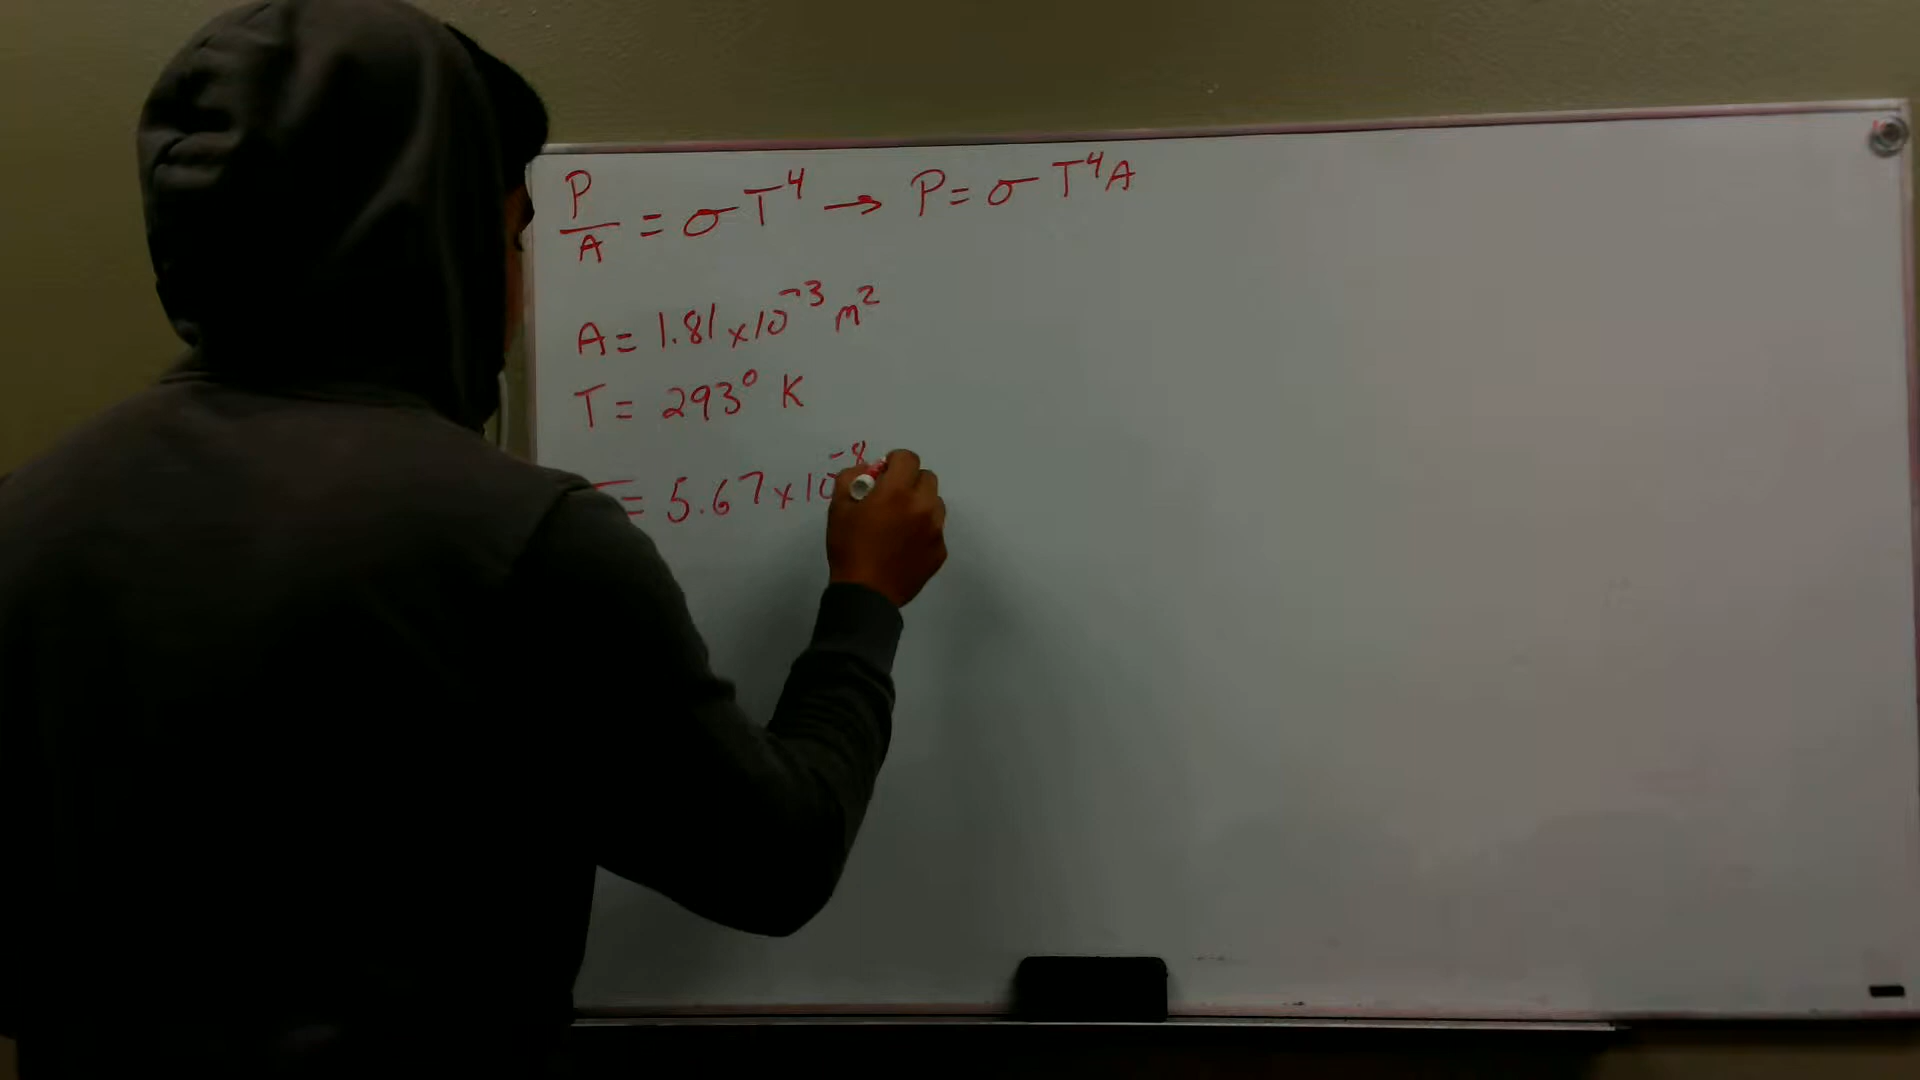 P/A = σT⁴ → P = σT⁴A
A = 1.81 x 10⁻³ m²
T = 293° K
= 5.67 x 10⁻⁸